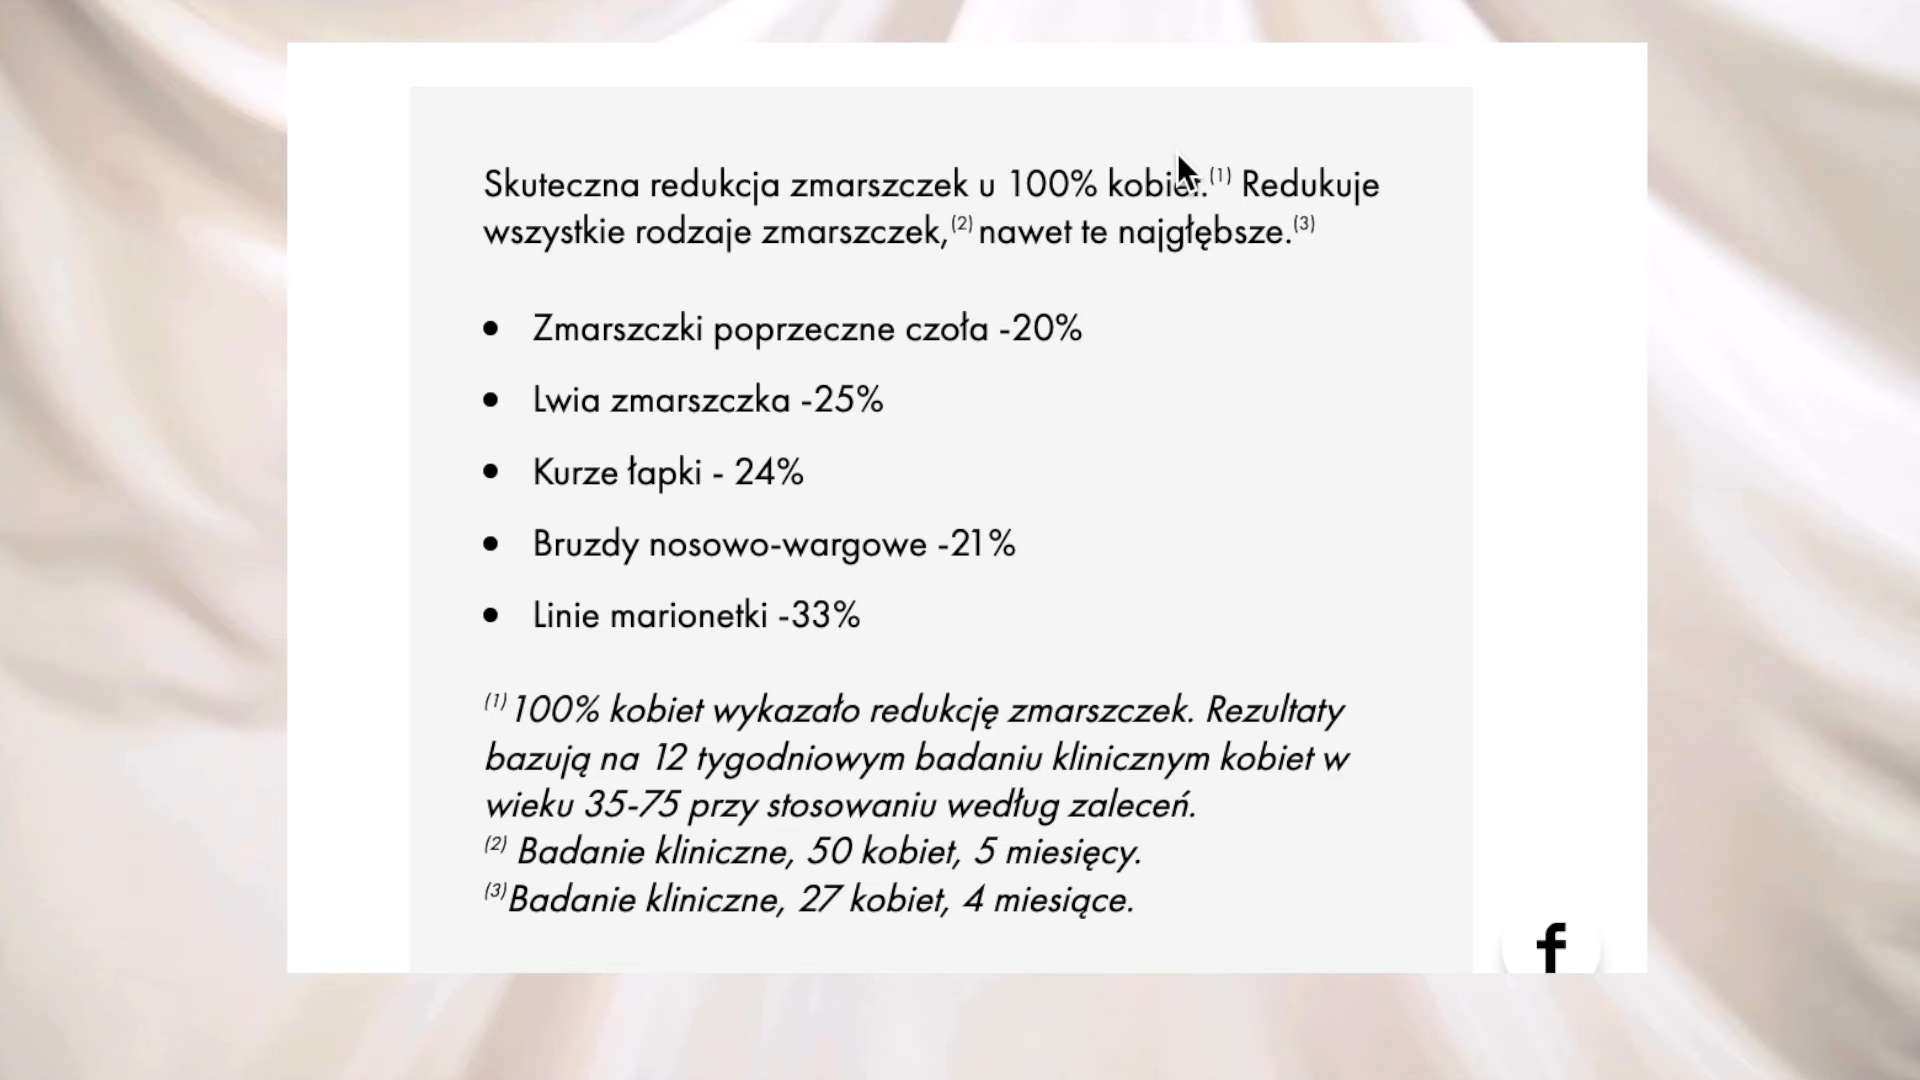 Skuteczna redukcja zmarszczek u 100% kobiet.(1) Redukuje
wszystkie rodzaje zmarszczek,(2) nawet te najgłębsze.(3)
• Zmarszczki poprzeczne czoła -20%
• Lwia zmarszczka -25%
• Kurze łapki - 24%
• Bruzdy nosowo-wargowe -21%
• Linie marionetki -33%
(1) 100% kobiet wykazało redukcję zmarszczek. Rezultaty
bazują na 12 tygodniowym badaniu klinicznym kobiet w
wieku 35-75 przy stosowaniu według zaleceń.
(2) Badanie kliniczne, 50 kobiet, 5 miesięcy.
(3) Badanie kliniczne, 27 kobiet, 4 miesiące.
f